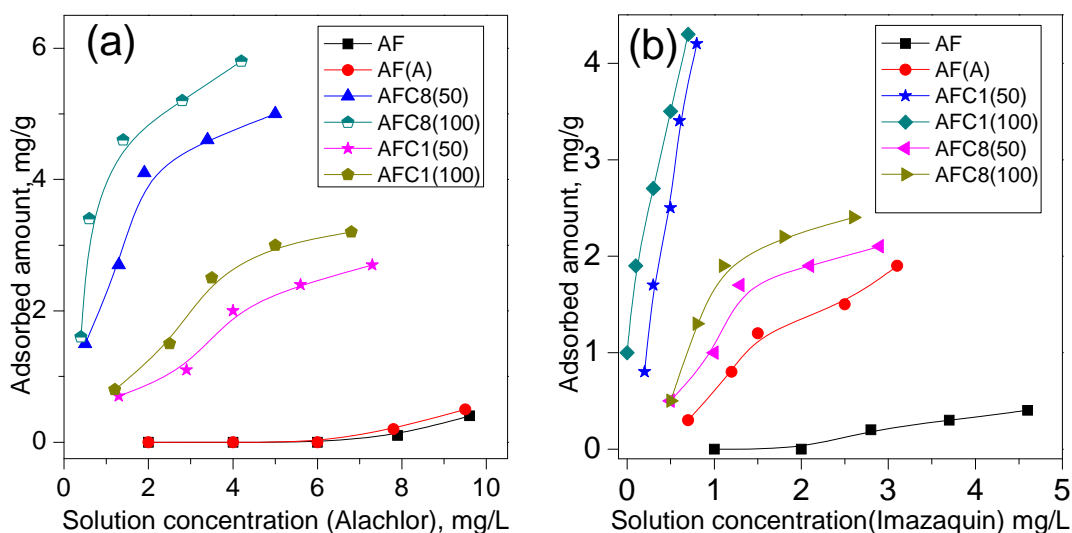 (a)
AF
AF(A)
AFC8(50)
AFC8(100)
AFC1(50)
AFC1(100)
6
4
2
0
Adsorbed amount, mg/g
0 2 4 6 8 10
Solution concentration (Alachlor), mg/L
(b)
AF
AF(A)
AFC1(50)
AFC1(100)
AFC8(50)
AFC8(100)
4
3
2
1
0
Adsorbed amount, mg/g
0 1 2 3 4 5
Solution concentration(Imazaquin) mg/L